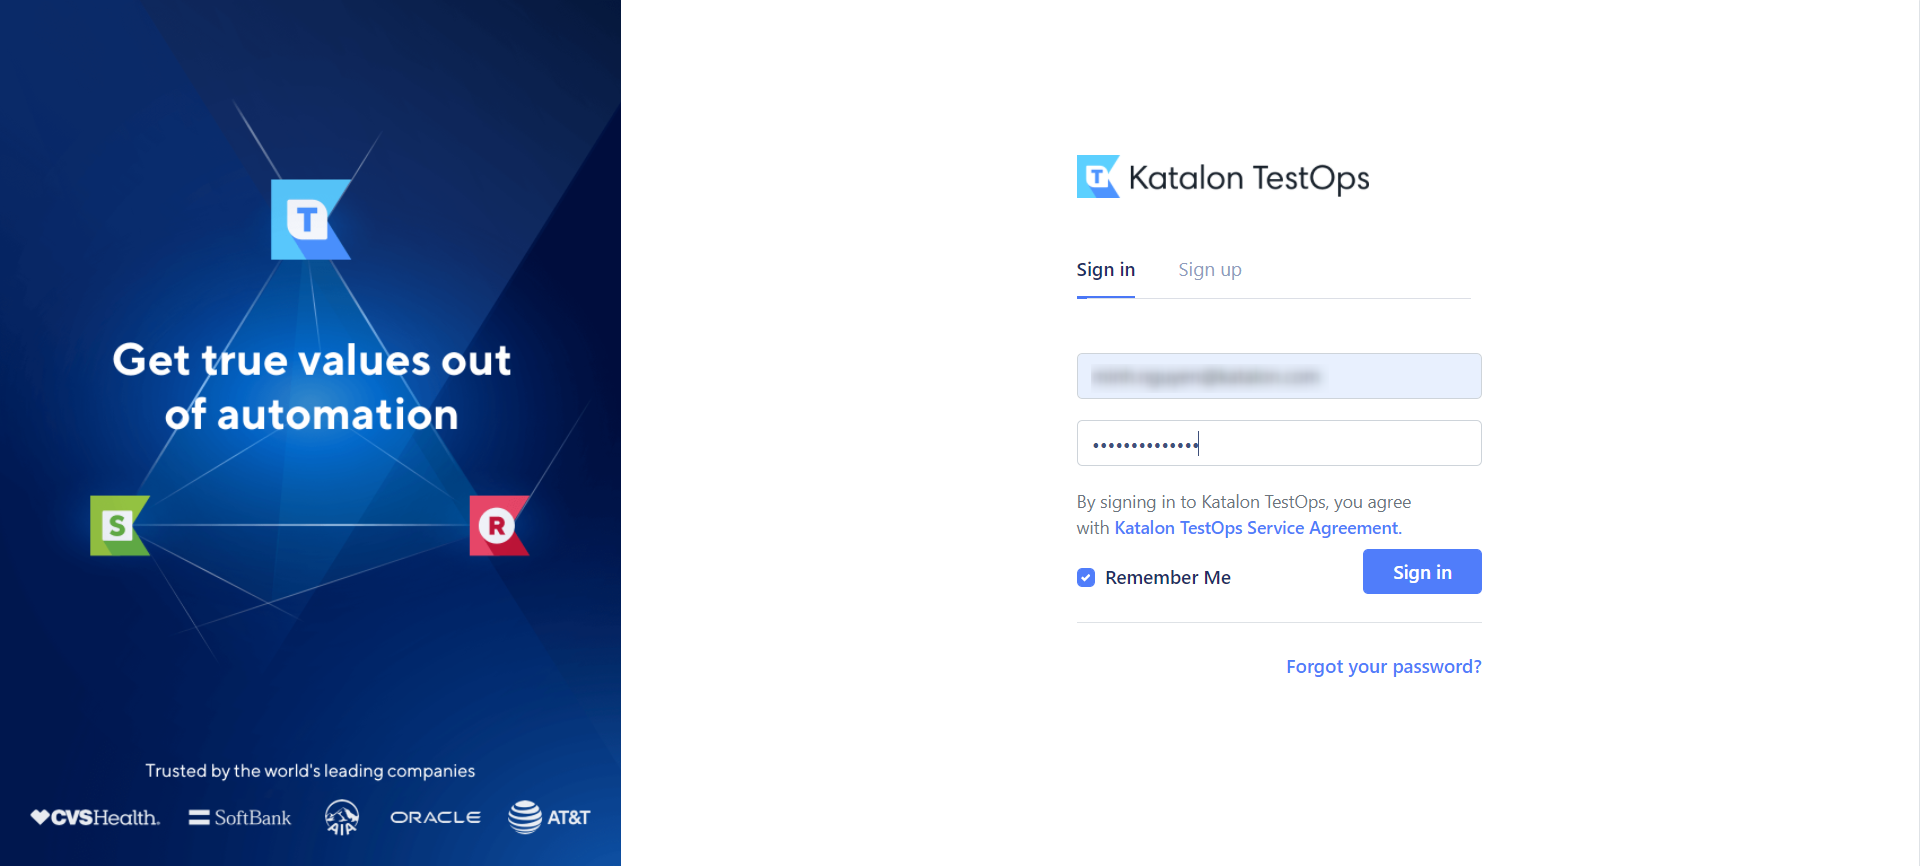 T
Get true values out
of automation
S
R
Trusted by the world's leading companies
CVSHealth. SoftBank AIA ORACLE AT&T
T Katalon TestOps
Sign in Sign up
••••••••••••••
By signing in to Katalon TestOps, you agree
with Katalon TestOps Service Agreement.
Remember Me Sign in
Forgot your password?